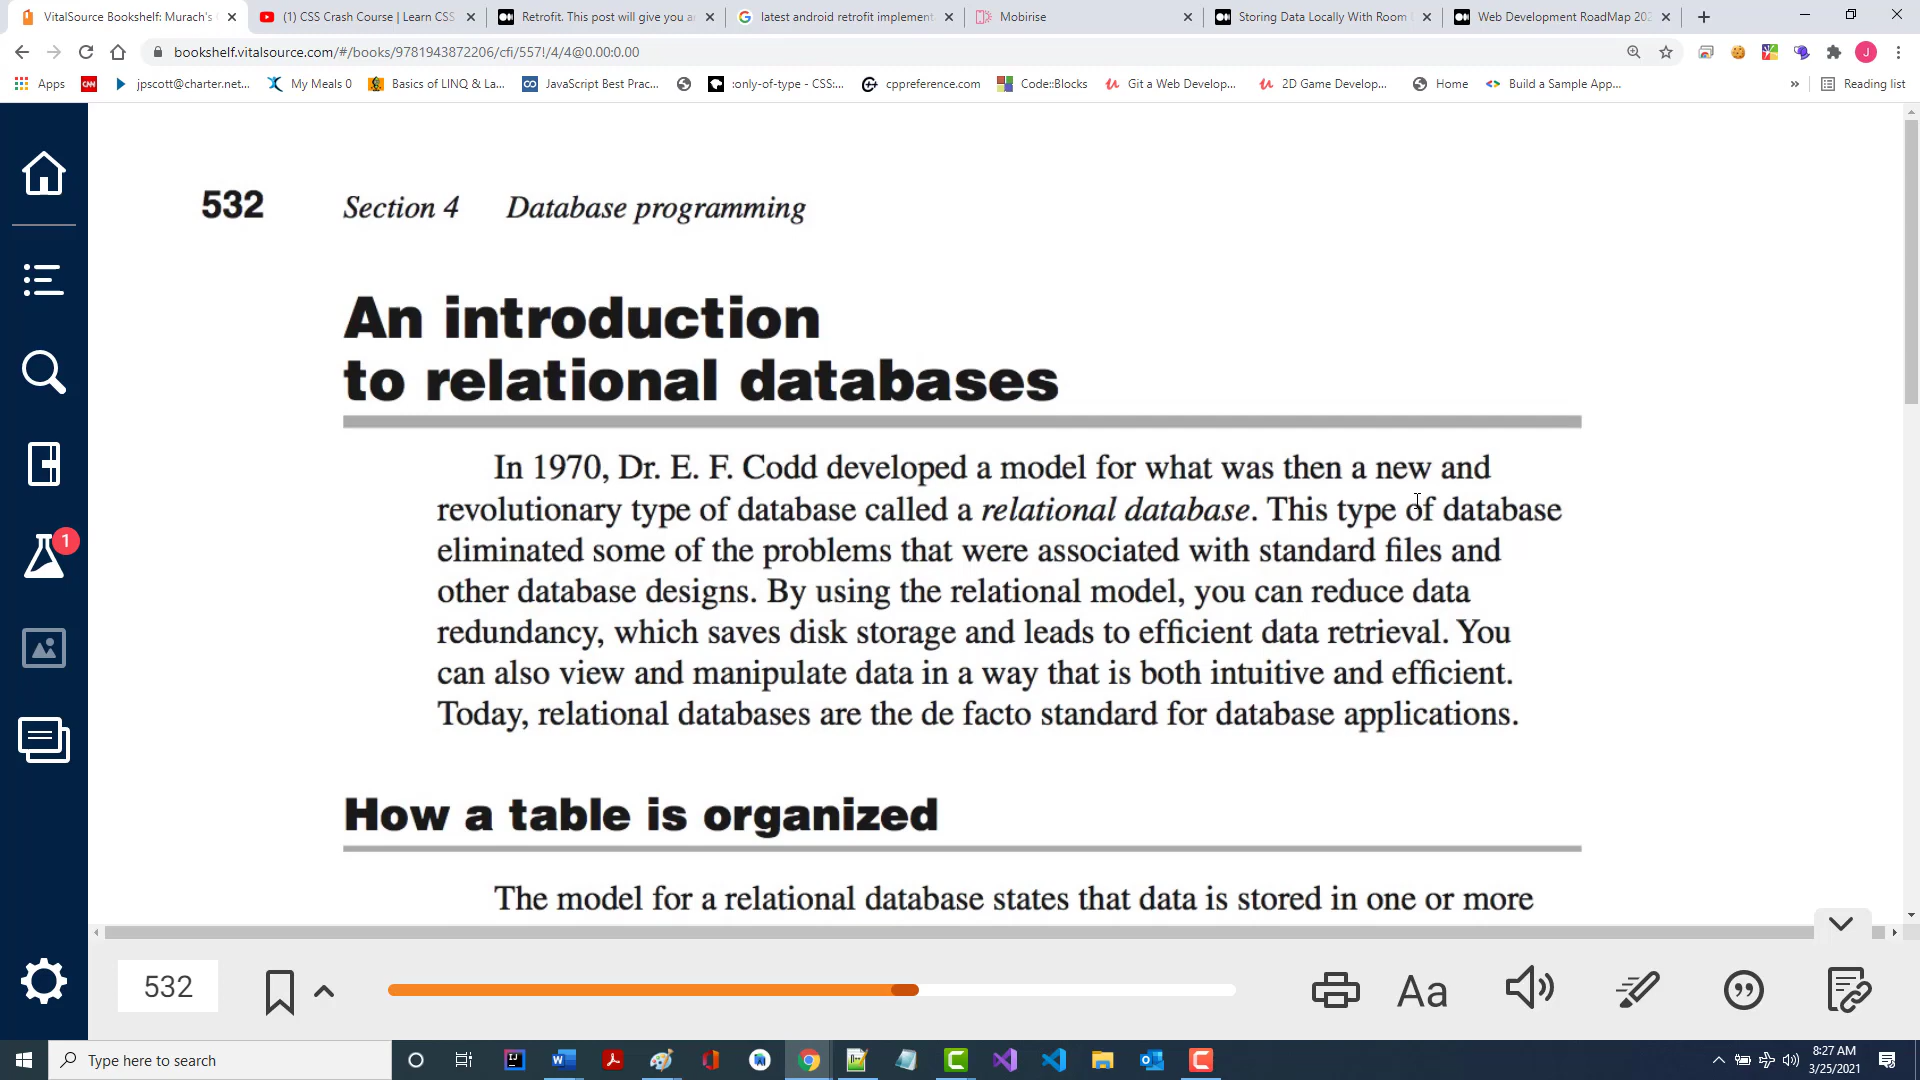 VitalSource Bookshelf: Murach's
(1) CSS Crash Course | Learn CSS
Retrofit. This post will give you a
latest android retrofit implement
Mobirise
Storing Data Locally With Room
Web Development RoadMap 202
bookshelf.vitalsource.com/#/books/9781943872206/cfi/557!/4/4@0.00:0.00
J
Apps
CNN
jpscott@charter.net...
My Meals 0
Basics of LINQ & La...
JavaScript Best Prac...
:only-of-type - CSS:...
cppreference.com
Code::Blocks
Git a Web Develop...
2D Game Develop...
Home
Build a Sample App...
»
Reading list
532 Section 4 Database programming
An introduction
to relational databases
In 1970, Dr. E. F. Codd developed a model for what was then a new and
revolutionary type of database called a relational database. This type of database
eliminated some of the problems that were associated with standard files and
other database designs. By using the relational model, you can reduce data
redundancy, which saves disk storage and leads to efficient data retrieval. You
can also view and manipulate data in a way that is both intuitive and efficient.
Today, relational databases are the de facto standard for database applications.
How a table is organized
The model for a relational database states that data is stored in one or more
1
532
Aa
Type here to search
8:27 AM
3/25/2021